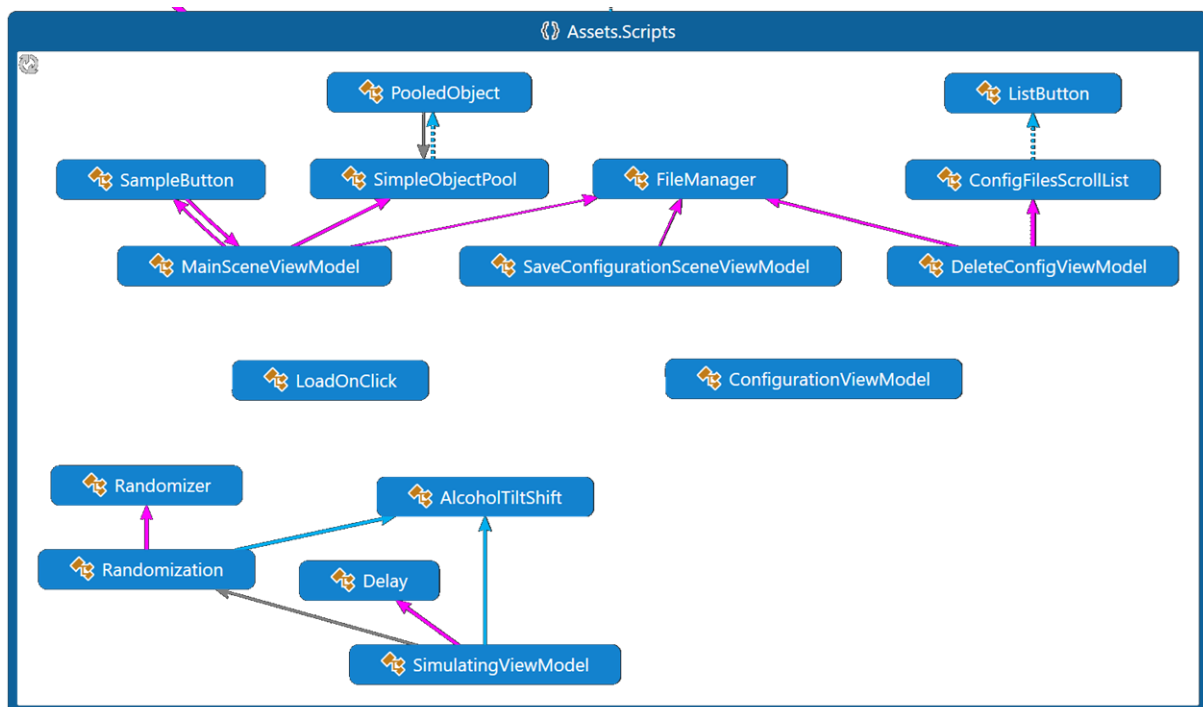 Assets.Scripts
PooledObject
ListButton
SampleButton
SimpleObjectPool
FileManager
ConfigFilesScrollList
MainSceneViewModel
SaveConfigurationSceneViewModel
DeleteConfigViewModel
LoadOnClick
ConfigurationViewModel
Randomizer
AlcoholTiltShift
Randomization
Delay
SimulatingViewModel